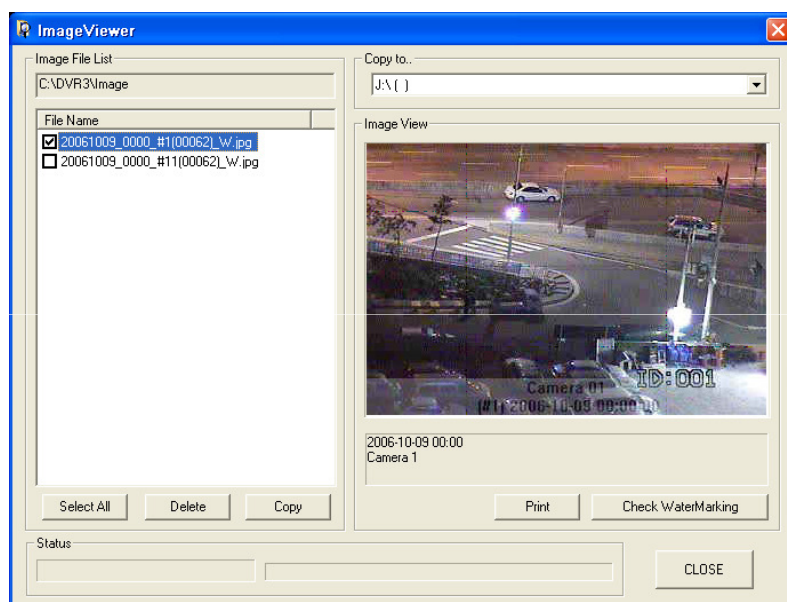 ImageViewer
Image File List
C:\DVR3\Image
File Name
20061009_0000_#1(00062)_W.jpg
20061009_0000_#11(00062)_W.jpg
Select All
Delete
Copy
Copy to..
J:\ ( )
Image View
ID:001
Camera 01
(#1) 2006-10-09 00:00:00
2006-10-09 00:00
Camera 1
Print
Check WaterMarking
Status
CLOSE